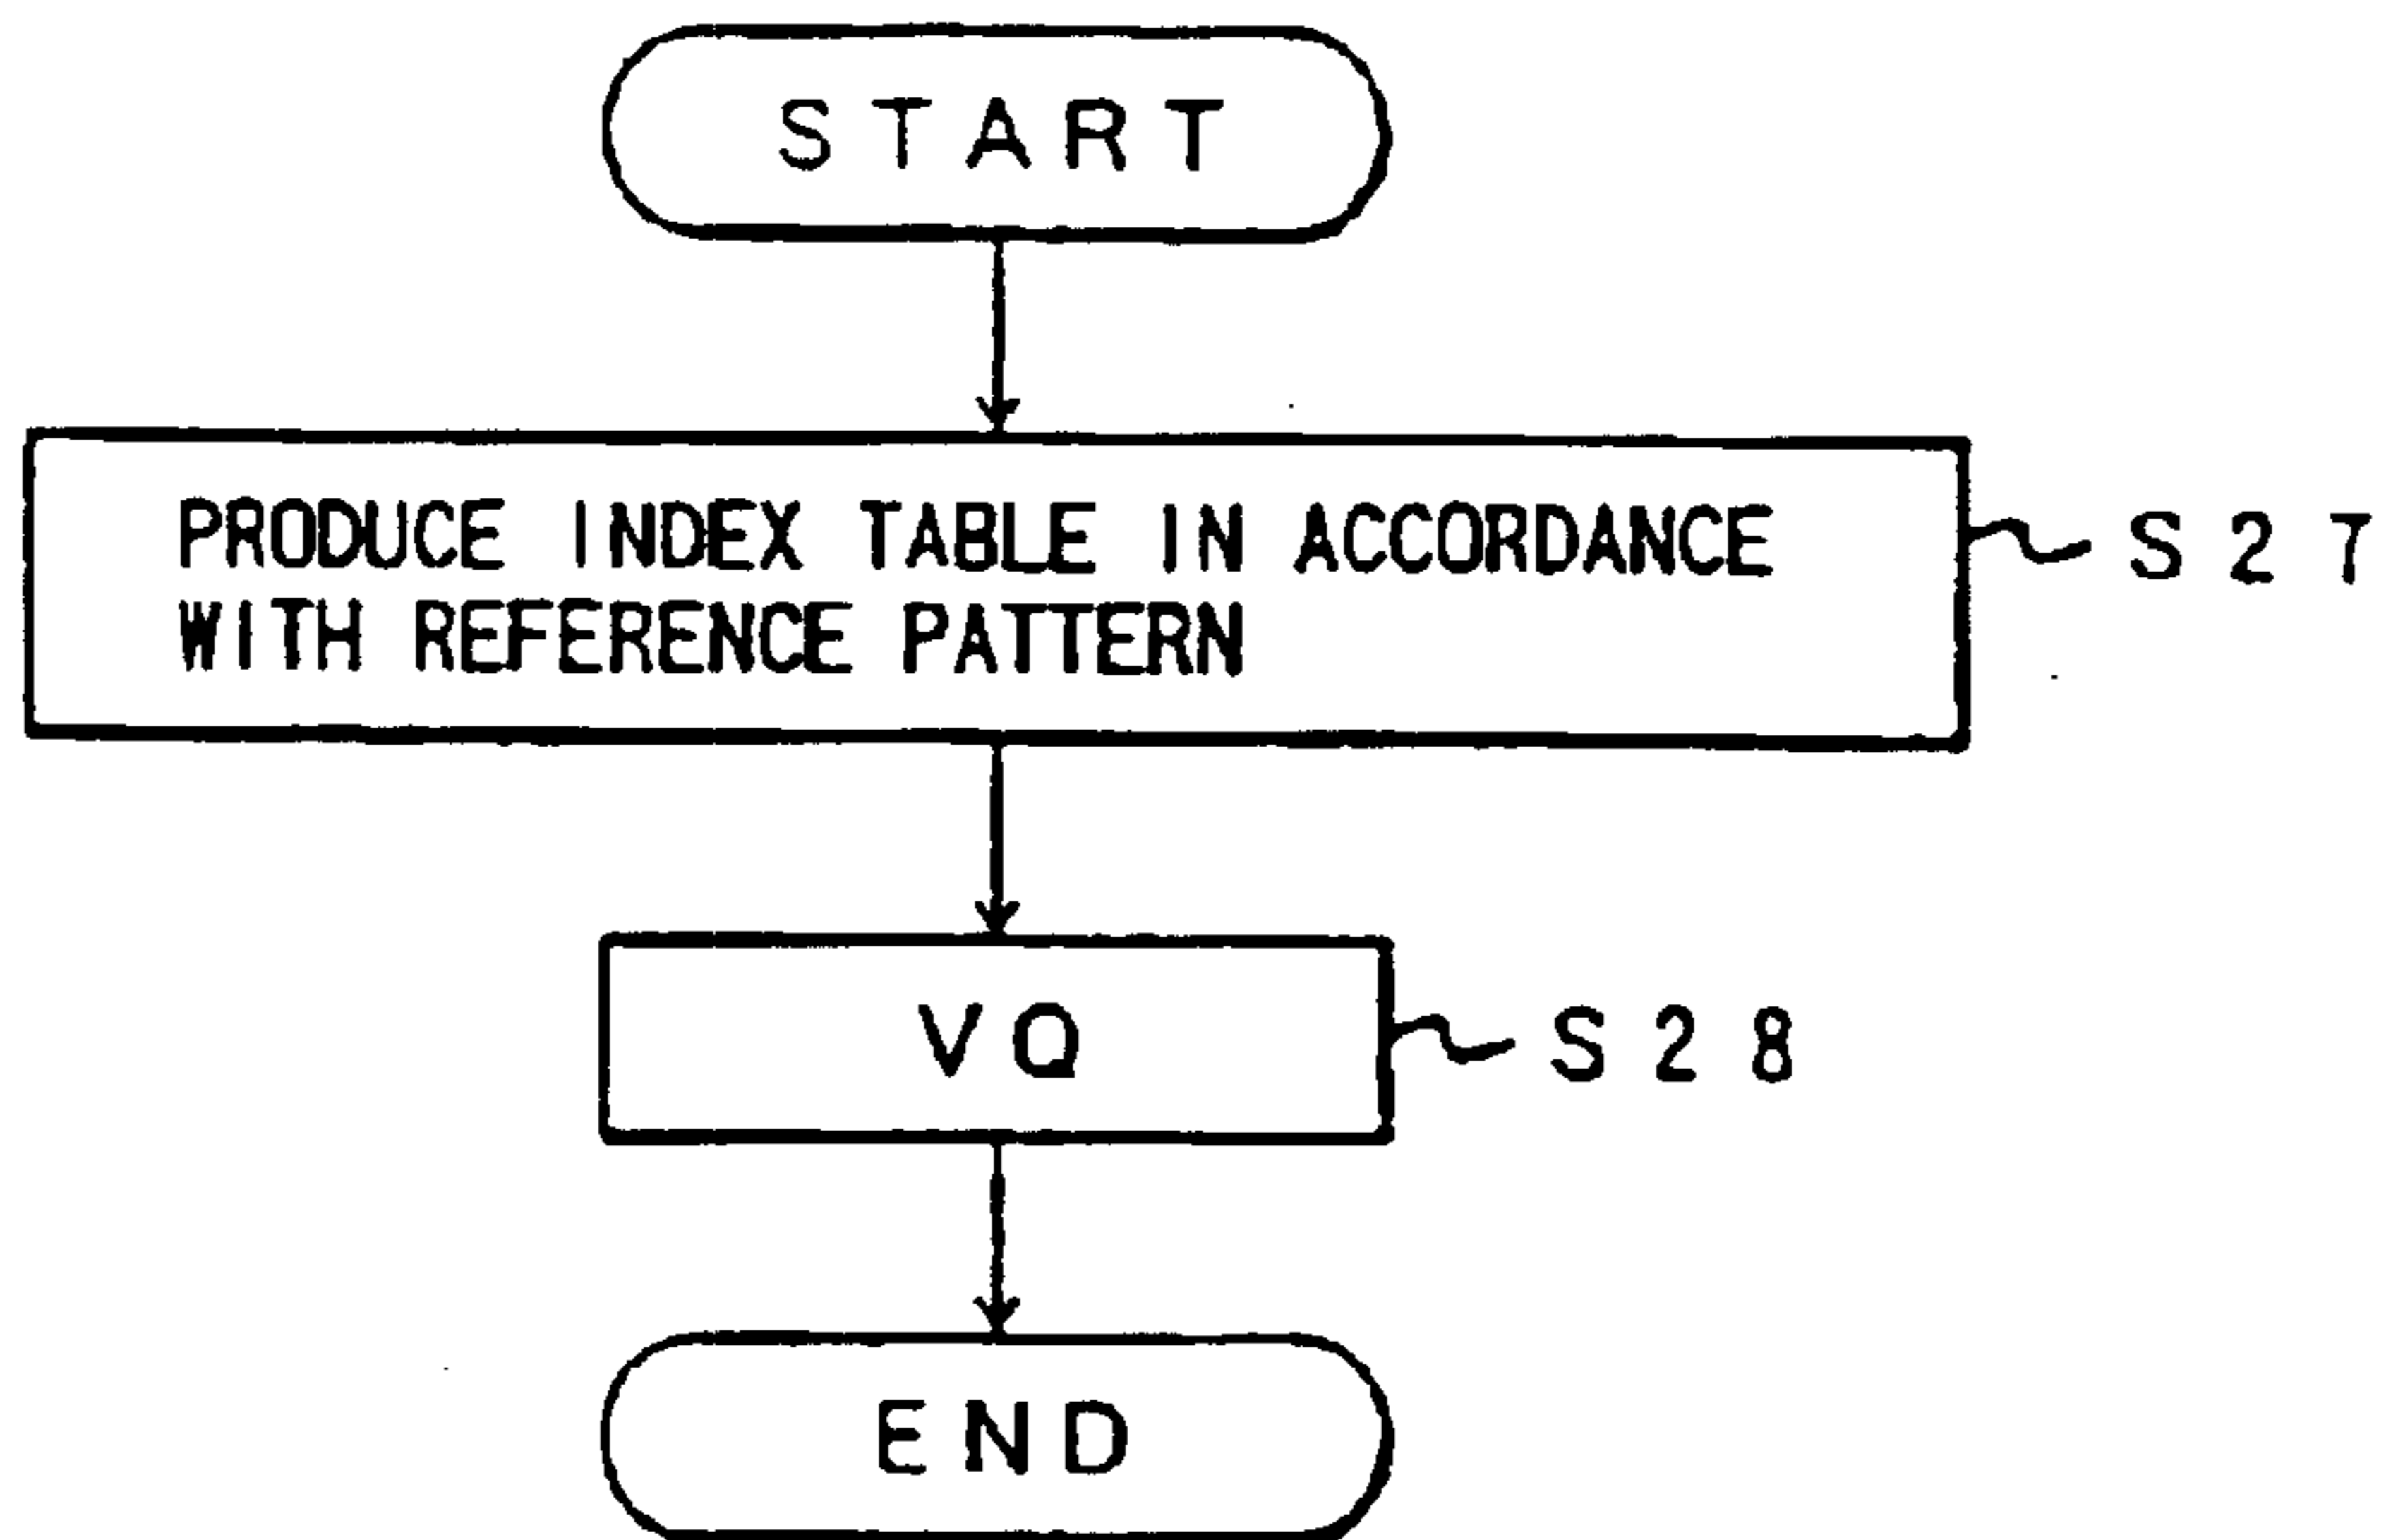 START
PRODUCE INDEX TABLE IN ACCORDANCE
WITH REFERENCE PATTERN
S27
VQ
S28
END